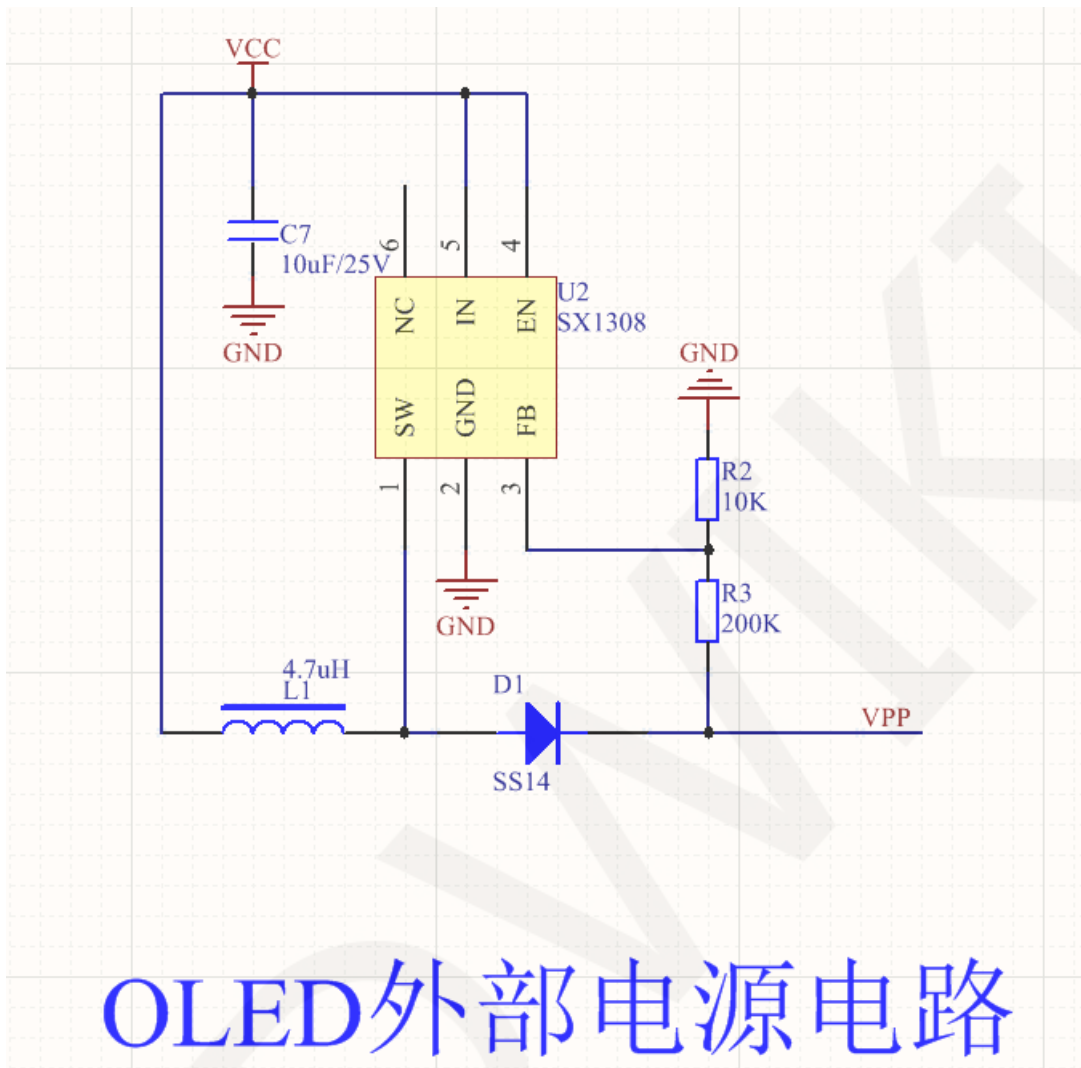 VCC
C7
10uF/25V
GND
6
5
4
NC
IN
EN
U2
SX1308
SW
GND
FB
1
2
3
GND
GND
R2
10K
R3
200K
4.7uH
L1
D1
SS14
VPP
OLED外部电源电路